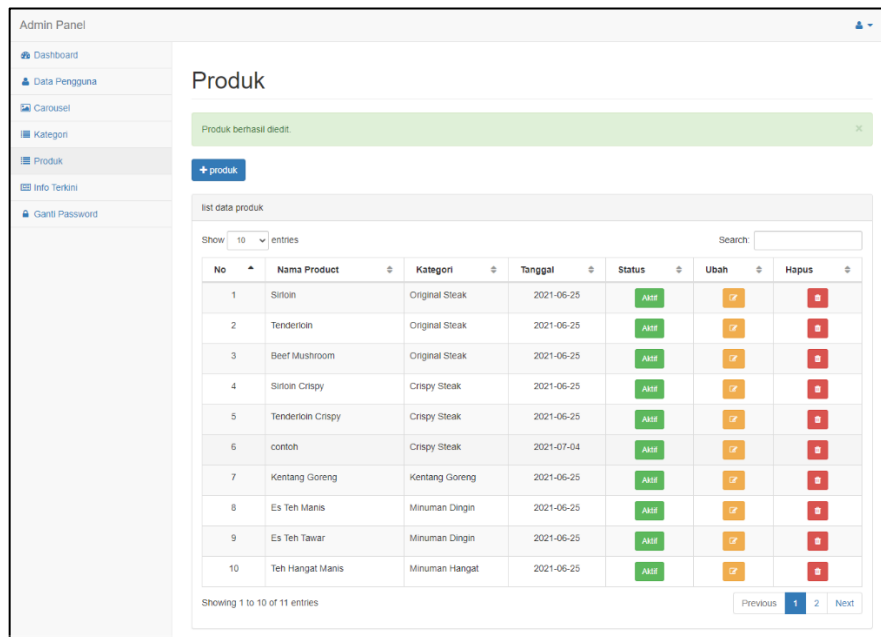 Admin Panel
Dashboard
Data Pengguna
Carousel
Kategori
Produk
Info Terkini
Ganti Password
Produk
Produk berhasil diedit.
×
+ produk
list data produk
Show 10 entries Search:
No Nama Product Kategori Tanggal Status Ubah Hapus
1 Sirloin Original Steak 2021-06-25 Aktif
2 Tenderloin Original Steak 2021-06-25 Aktif
3 Beef Mushroom Original Steak 2021-06-25 Aktif
4 Sirloin Crispy Crispy Steak 2021-06-25 Aktif
5 Tenderloin Crispy Crispy Steak 2021-06-25 Aktif
6 contoh Crispy Steak 2021-07-04 Aktif
7 Kentang Goreng Kentang Goreng 2021-06-25 Aktif
8 Es Teh Manis Minuman Dingin 2021-06-25 Aktif
9 Es Teh Tawar Minuman Dingin 2021-06-25 Aktif
10 Teh Hangat Manis Minuman Hangat 2021-06-25 Aktif
Showing 1 to 10 of 11 entries Previous 1 2 Next